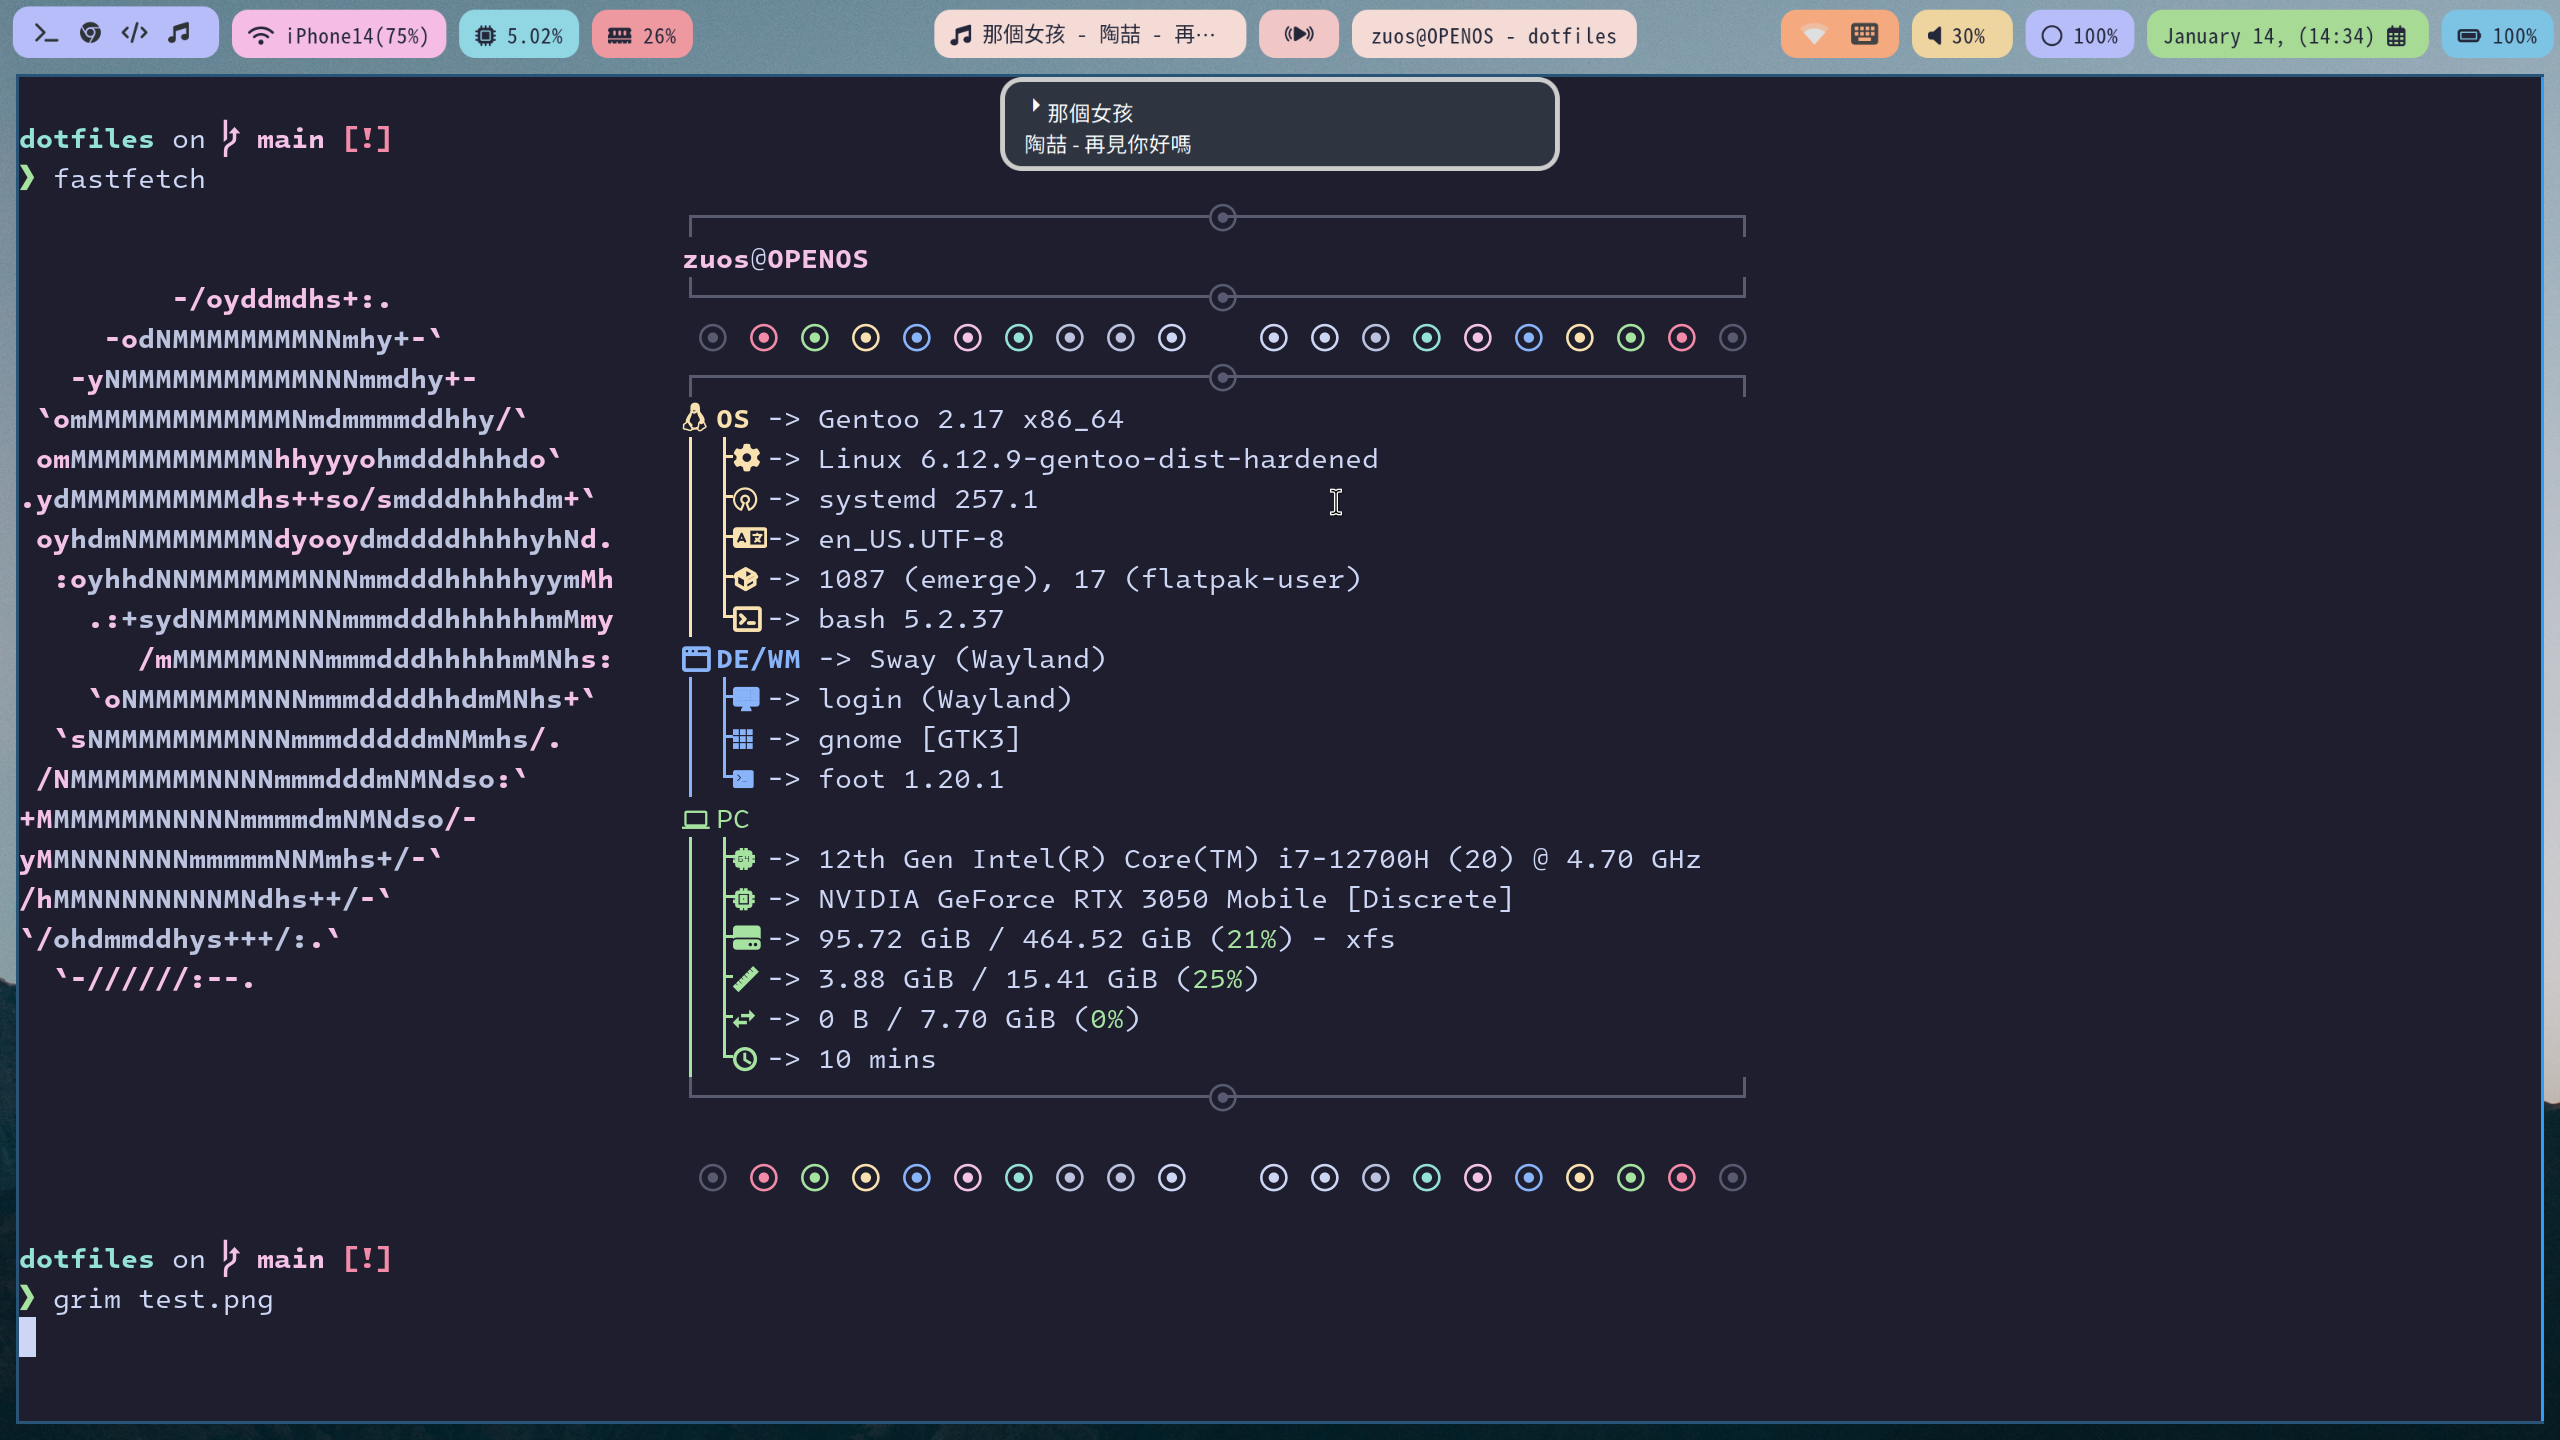 iPhone14(75%) 5.02% 26% 那個女孩 - 陶喆 - 再⋯ zuos@OPENOS - dotfiles 30% 100% January 14, (14:34) 100%
那個女孩
陶喆 - 再見你好嗎
dotfiles on main [!]
❯ fastfetch
zuos@OPENOS
-/oyddmdhs+:.
-odNMMMMMMMMNNmhy+-`
-yNMMMMMMMMMMMNNNmmdhy+-
`omMMMMMMMMMMMMNmdmmmmddhhy/`
omMMMMMMMMMMMNhhyyyohmdddhhhdo`
.ydMMMMMMMMMMdhs++so/smdddhhhhdm+`
oyhdmNMMMMMMMNdyooydmddddhhhhyhNd.
:oyhhdNNMMMMMMMNNNmmdddhhhhhyymMh
.:+sydNMMMMMNNNmmmdddhhhhhhmMmy
/mMMMMMMNNNmmmdddhhhhhmMNhs:
`oNMMMMMMMNNNmmmddddhhdmMNhs+`
`sNMMMMMMMMNNNmmmdddddmNMmhs/.
/NMMMMMMMMNNNNmmmdddmNMNdso:`
+MMMMMMMNNNNNmmmmdmNMNdso/-
yMMNNNNNNNmmmmmNNMmhs+/-`
/hMMNNNNNNNNMNdhs++/-`
`/ohdmmddhys+++/:.`
`-//////:--.
OS -> Gentoo 2.17 x86_64
-> Linux 6.12.9-gentoo-dist-hardened
-> systemd 257.1
-> en_US.UTF-8
-> 1087 (emerge), 17 (flatpak-user)
-> bash 5.2.37
DE/WM -> Sway (Wayland)
-> login (Wayland)
-> gnome [GTK3]
-> foot 1.20.1
PC
-> 12th Gen Intel(R) Core(TM) i7-12700H (20) @ 4.70 GHz
-> NVIDIA GeForce RTX 3050 Mobile [Discrete]
-> 95.72 GiB / 464.52 GiB (21%) - xfs
-> 3.88 GiB / 15.41 GiB (25%)
-> 0 B / 7.70 GiB (0%)
-> 10 mins
dotfiles on main [!]
❯ grim test.png